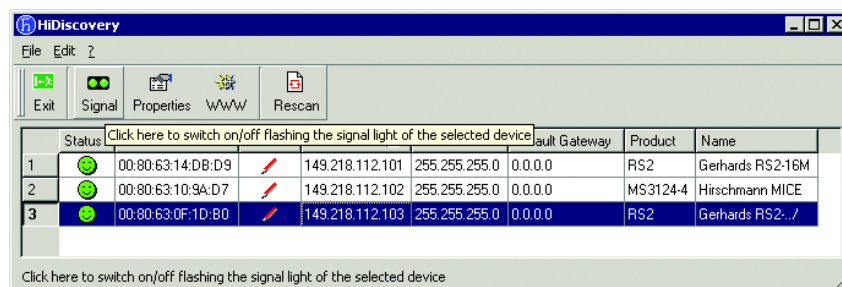 HiDiscovery
File Edit ?
Exit Signal Properties WWW Rescan
Click here to switch on/off flashing the signal light of the selected device
Status ault Gateway Product Name
1 00:80:63:14:DB:D9 149.218.112.101 255.255.255.0 0.0.0.0 RS2 Gerhards RS2-16M
2 00:80:63:10:9A:D7 149.218.112.102 255.255.255.0 0.0.0.0 MS3124-4 Hirschmann MICE
3 00:80:63:0F:1D:B0 149.218.112.103 255.255.255.0 0.0.0.0 RS2 Gerhards RS2-../
Click here to switch on/off flashing the signal light of the selected device